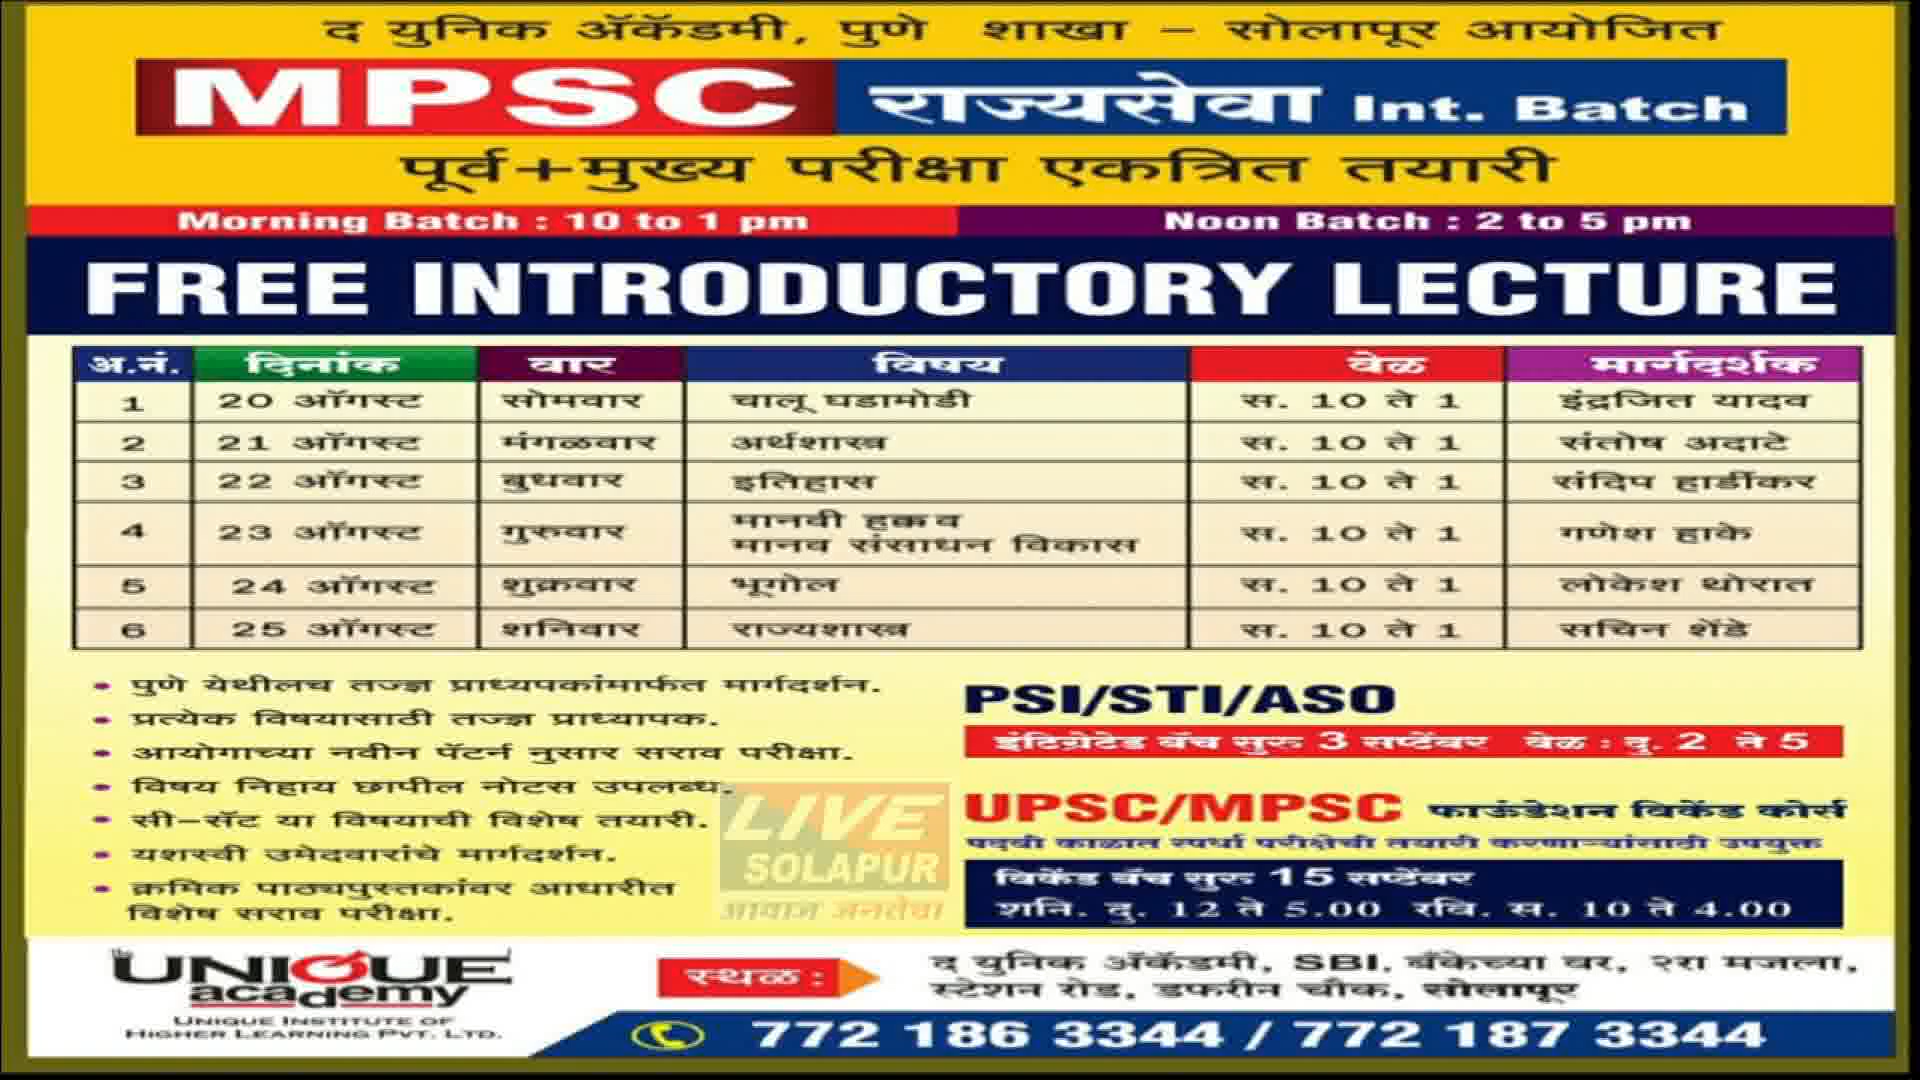 द युनिक ॲकॅडमी, पुणे शाखा - सोलापूर आयोजित
MPSC राज्यसेवा Int. Batch
पूर्व+मुख्य परीक्षा एकत्रित तयारी
Morning Batch : 10 to 1 pm Noon Batch : 2 to 5 pm
FREE INTRODUCTORY LECTURE
अ.नं. दिनांक वार विषय वेळ मार्गदर्शक
1 20 ऑगस्ट सोमवार चालू घडामोडी स. 10 ते 1 इंद्रजित यादव
2 21 ऑगस्ट मंगळवार अर्थशास्त्र स. 10 ते 1 संतोष अदाटे
3 22 ऑगस्ट बुधवार इतिहास स. 10 ते 1 संदिप हार्डीकर
4 23 ऑगस्ट गुरुवार मानवी हक्क व मानव संसाधन विकास स. 10 ते 1 गणेश हाके
5 24 ऑगस्ट शुक्रवार भूगोल स. 10 ते 1 लोकेश थोरात
6 25 ऑगस्ट शनिवार राज्यशास्त्र स. 10 ते 1 सचिन शेंडे
• पुणे येथीलच तज्ज्ञ प्राध्यपकांमार्फत मार्गदर्शन.
• प्रत्येक विषयासाठी तज्ज्ञ प्राध्यापक.
• आयोगाच्या नवीन पॅटर्न नुसार सराव परीक्षा.
• विषय निहाय छापील नोटस उपलब्ध.
• सी-सॅट या विषयाची विशेष तयारी.
• यशस्वी उमेदवारांचे मार्गदर्शन.
• क्रमिक पाठ्यपुस्तकांवर आधारीत
विशेष सराव परीक्षा.
LIVE
SOLAPUR
आवाज जनतेचा
PSI/STI/ASO
इंटिग्रेटेड बॅच सुरु 3 सप्टेंबर वेळ : दु. 2 ते 5
UPSC/MPSC फाऊंडेशन विकेंड कोर्स
पदवी काळात स्पर्धा परीक्षेची तयारी करणाऱ्यांसाठी उपयुक्त
विकेंड बॅच सुरु 15 सप्टेंबर
शनि. दु. 12 ते 5.00 रवि. स. 10 ते 4.00
UNIQUE
academy
UNIQUE INSTITUTE OF
HIGHER LEARNING PVT. LTD.
स्थळ :
द युनिक ॲकॅडमी, SBI, बँकेच्या वर, २रा मजला,
स्टेशन रोड, डफरीन चौक, सोलापूर
772 186 3344 / 772 187 3344